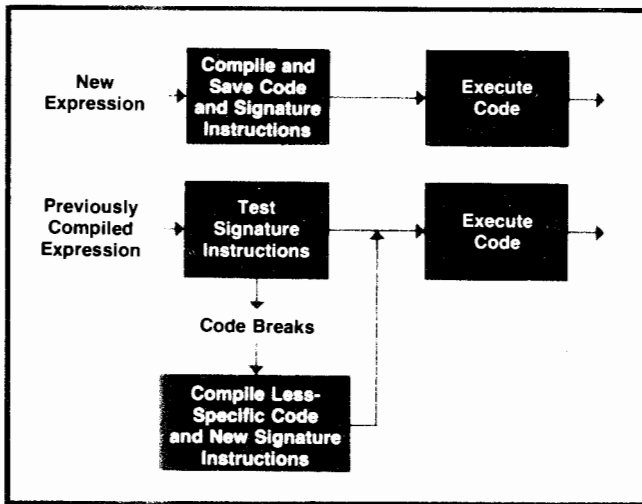 New
Expression
Compile and
Save Code
and Signature
Instructions
Execute
Code
Previously
Compiled
Expression
Test
Signature
Instructions
Execute
Code
Code Breaks
Compile Less-
Specific Code
and New Signature
Instructions